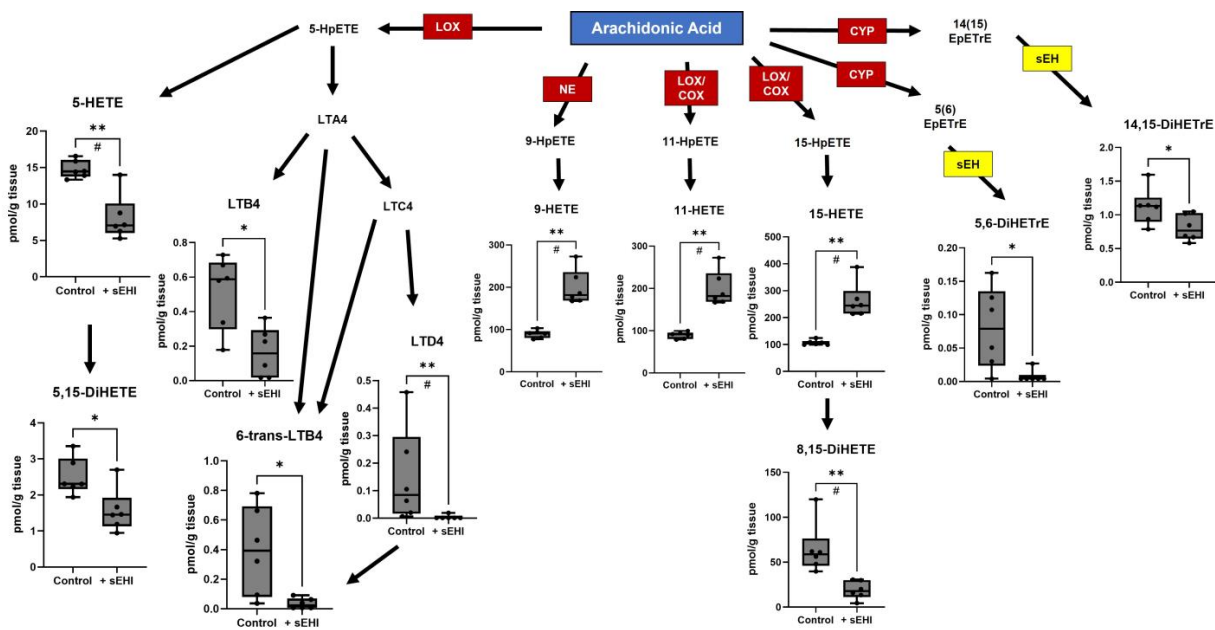 Arachidonic Acid
LOX
5-HpETE
CYP
14(15)
EpETrE
sEH
NE
LOX/
COX
LOX/
COX
CYP
5(6)
EpETrE
sEH
LTA4
9-HpETE
11-HpETE
15-HpETE
LTC4
5-HETE
**
#
20
15
10
5
0
pmol/g tissue
Control + sEHI
LTB4
*
0.8
0.6
0.4
0.2
0.0
pmol/g tissue
Control + sEHI
9-HETE
**
#
300
200
100
0
pmol/g tissue
Control + sEHI
11-HETE
**
#
300
200
100
0
pmol/g tissue
Control + sEHI
15-HETE
**
#
500
400
300
200
100
0
pmol/g tissue
Control + sEHI
5,6-DiHETrE
*
0.20
0.15
0.10
0.05
0.00
pmol/g tissue
Control + sEHI
14,15-DiHETrE
*
2.0
1.5
1.0
0.5
0.0
pmol/g tissue
Control + sEHI
5,15-DiHETE
*
4
3
2
1
0
pmol/g tissue
Control + sEHI
6-trans-LTB4
*
1.0
0.8
0.6
0.4
0.2
0.0
pmol/g tissue
Control + sEHI
LTD4
**
#
0.5
0.4
0.3
0.2
0.1
0.0
pmol/g tissue
Control + sEHI
8,15-DiHETE
**
#
150
100
50
0
pmol/g tissue
Control + sEHI